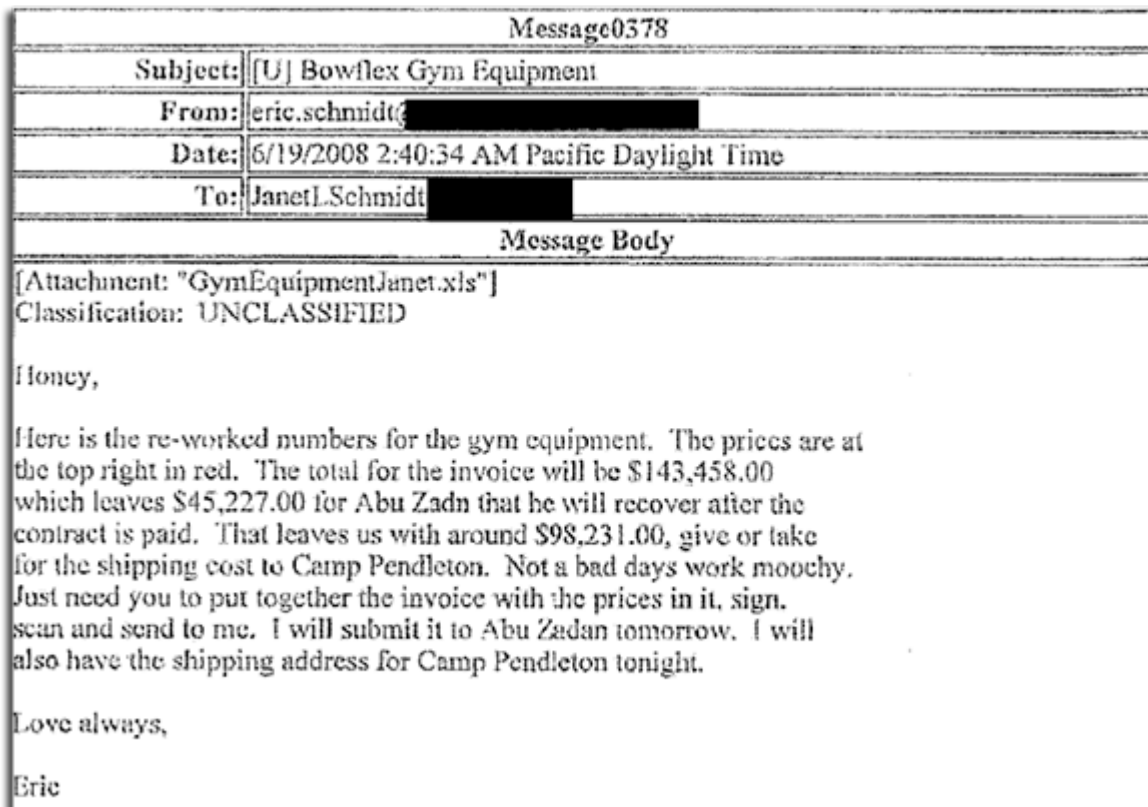 Message0378
Subject: [U] Bowflex Gym Equipment
From: eric.schmidt@
Date: 6/19/2008 2:40:34 AM Pacific Daylight Time
To: JanetLSchmidt
Message Body
[Attachment: "GymEquipmentJanet.xls"]
Classification: UNCLASSIFIED
Honey,
Here is the re-worked numbers for the gym equipment. The prices are at
the top right in red. The total for the invoice will be $143,458.00
which leaves $45,227.00 for Abu Zadn that he will recover after the
contract is paid. That leaves us with around $98,231.00, give or take
for the shipping cost to Camp Pendleton. Not a bad days work moochy.
Just need you to put together the invoice with the prices in it, sign,
scan and send to me. I will submit it to Abu Zadan tomorrow. I will
also have the shipping address for Camp Pendleton tonight.
Love always,
Eric